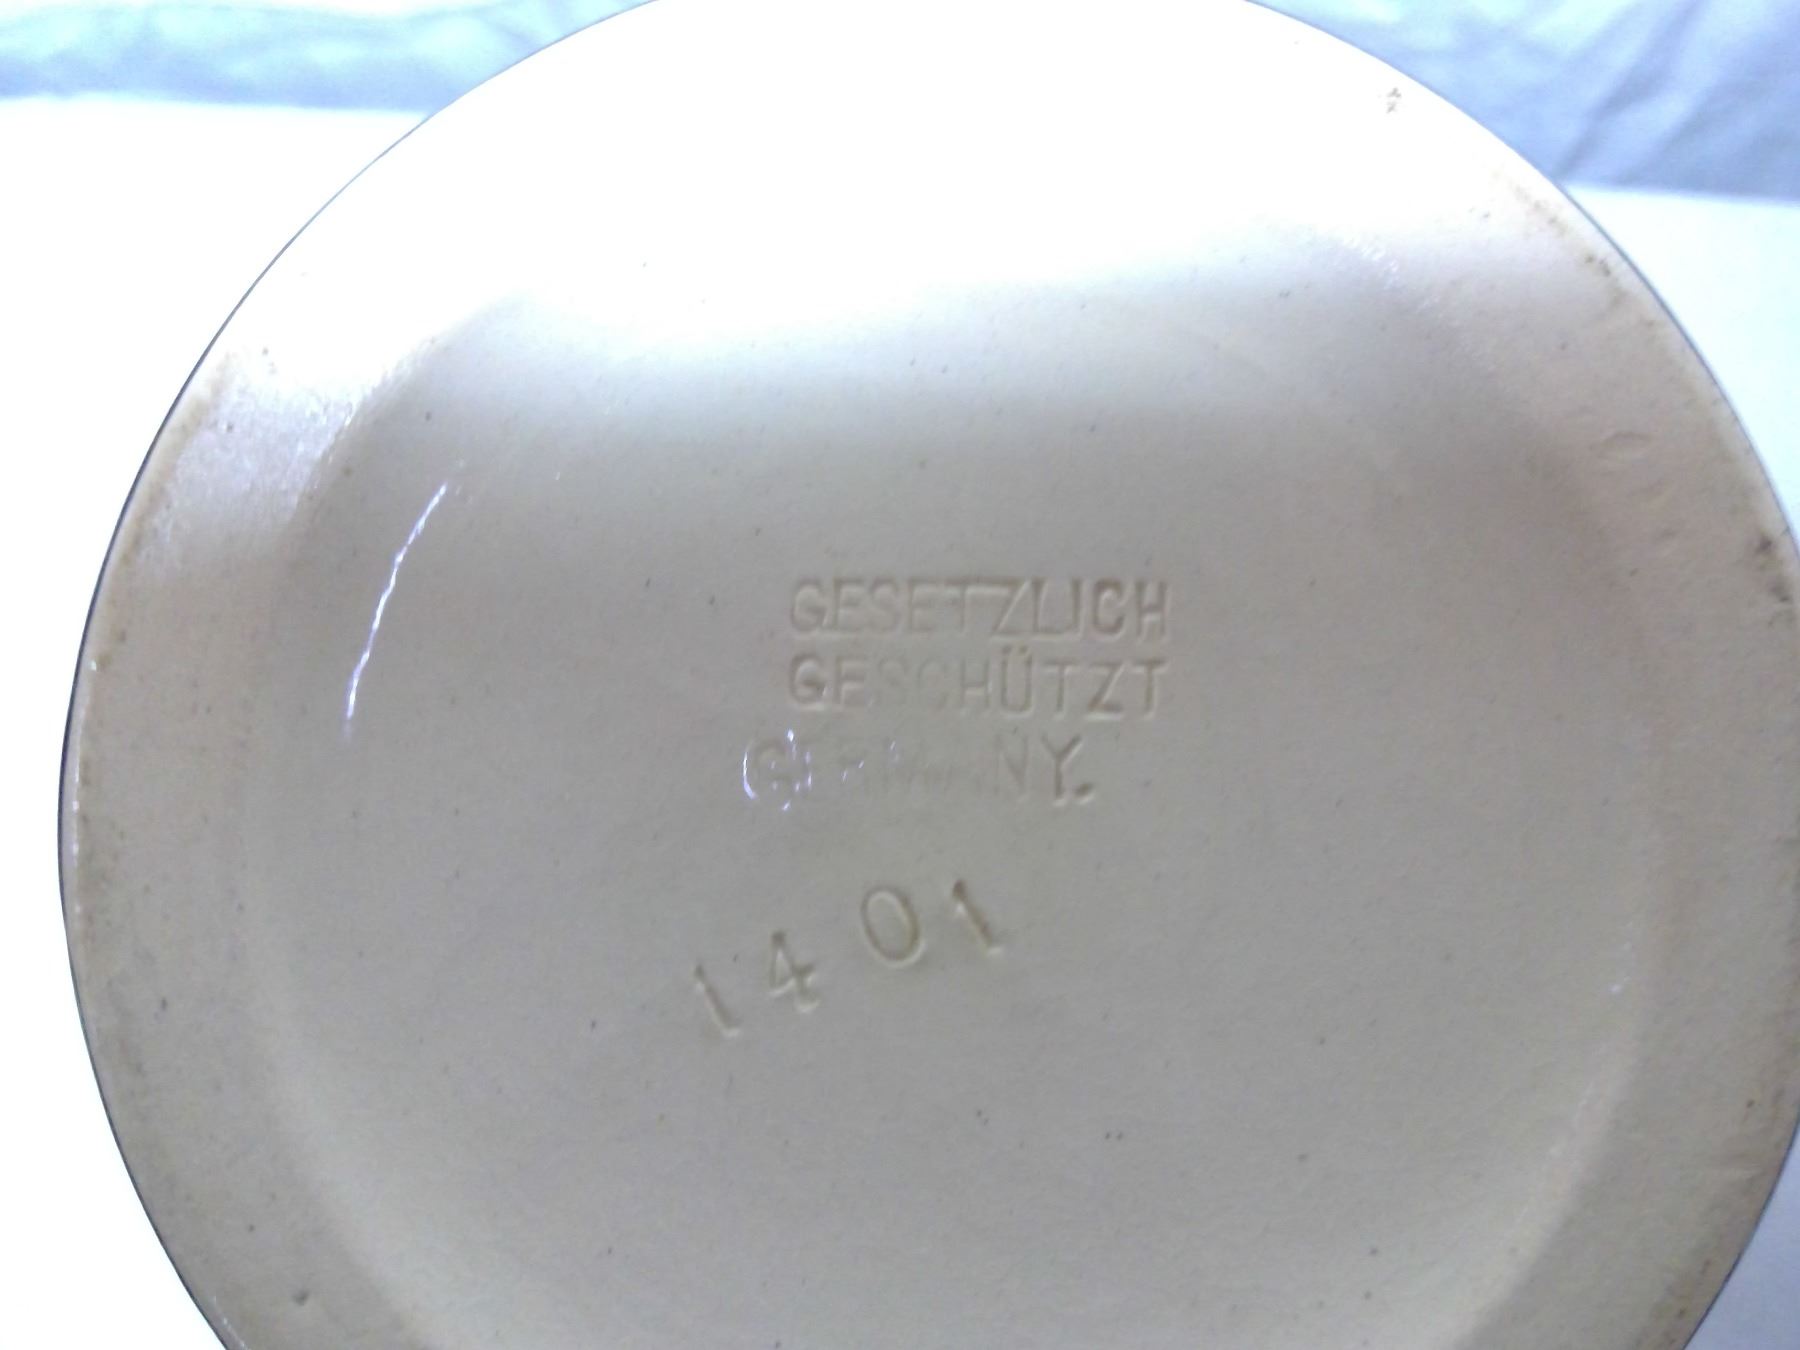 GESETZLICH
GESCHÜTZT
GERMANY.
1401